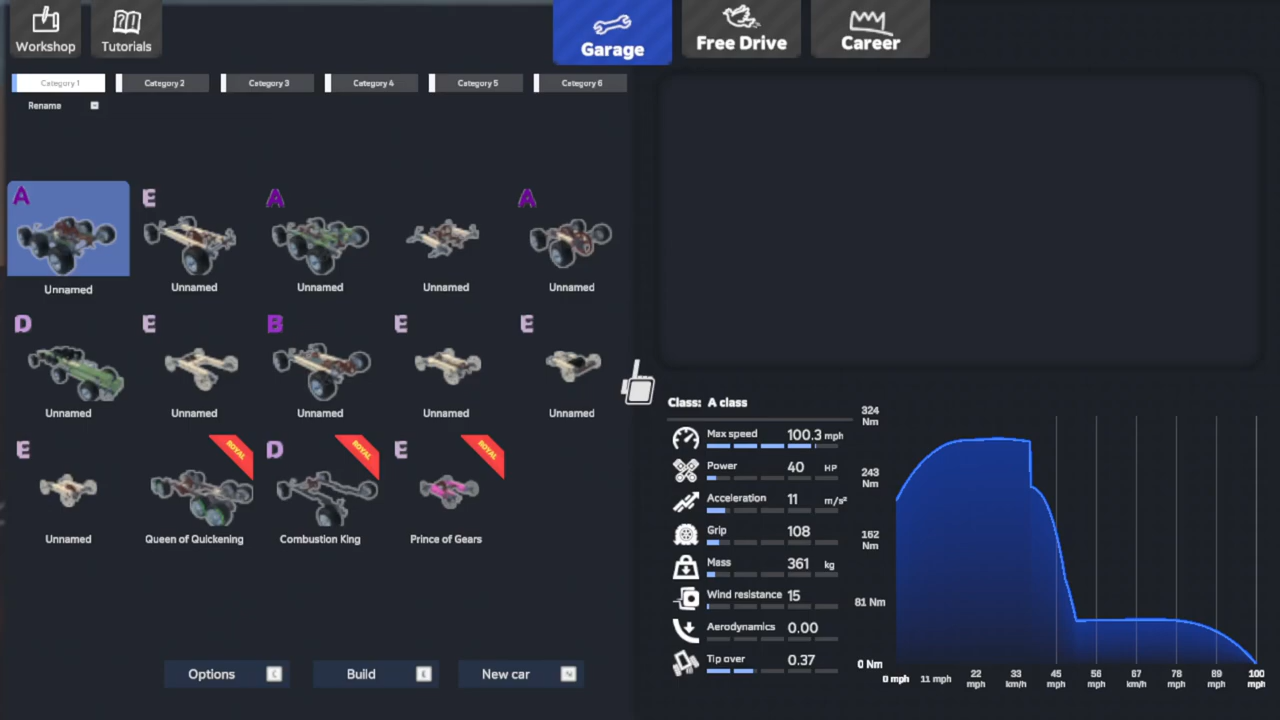 Workshop
Tutorials
Garage
Free Drive
Career
Category 1
Category 2
Category 3
Category 4
Category 5
Category 6
Rename
A
E
A
A
Unnamed
Unnamed
Unnamed
Unnamed
Unnamed
D
E
B
E
E
Unnamed
Unnamed
Unnamed
Unnamed
Unnamed
E
ROYAL
D
ROYAL
E
ROYAL
Unnamed
Queen of Quickening
Combustion King
Prince of Gears
Options
Build
New car
Class: A class
Max speed 100.3 mph
Power 40 HP
Acceleration 11 m/s²
Grip 108
Mass 361 kg
Wind resistance 15
Aerodynamics 0.00
Tip over 0.37
324 Nm
243 Nm
162 Nm
81 Nm
0 Nm
0 mph
11 mph
22 mph
33 km/h
45 mph
56 mph
67 km/h
78 mph
89 mph
100 mph